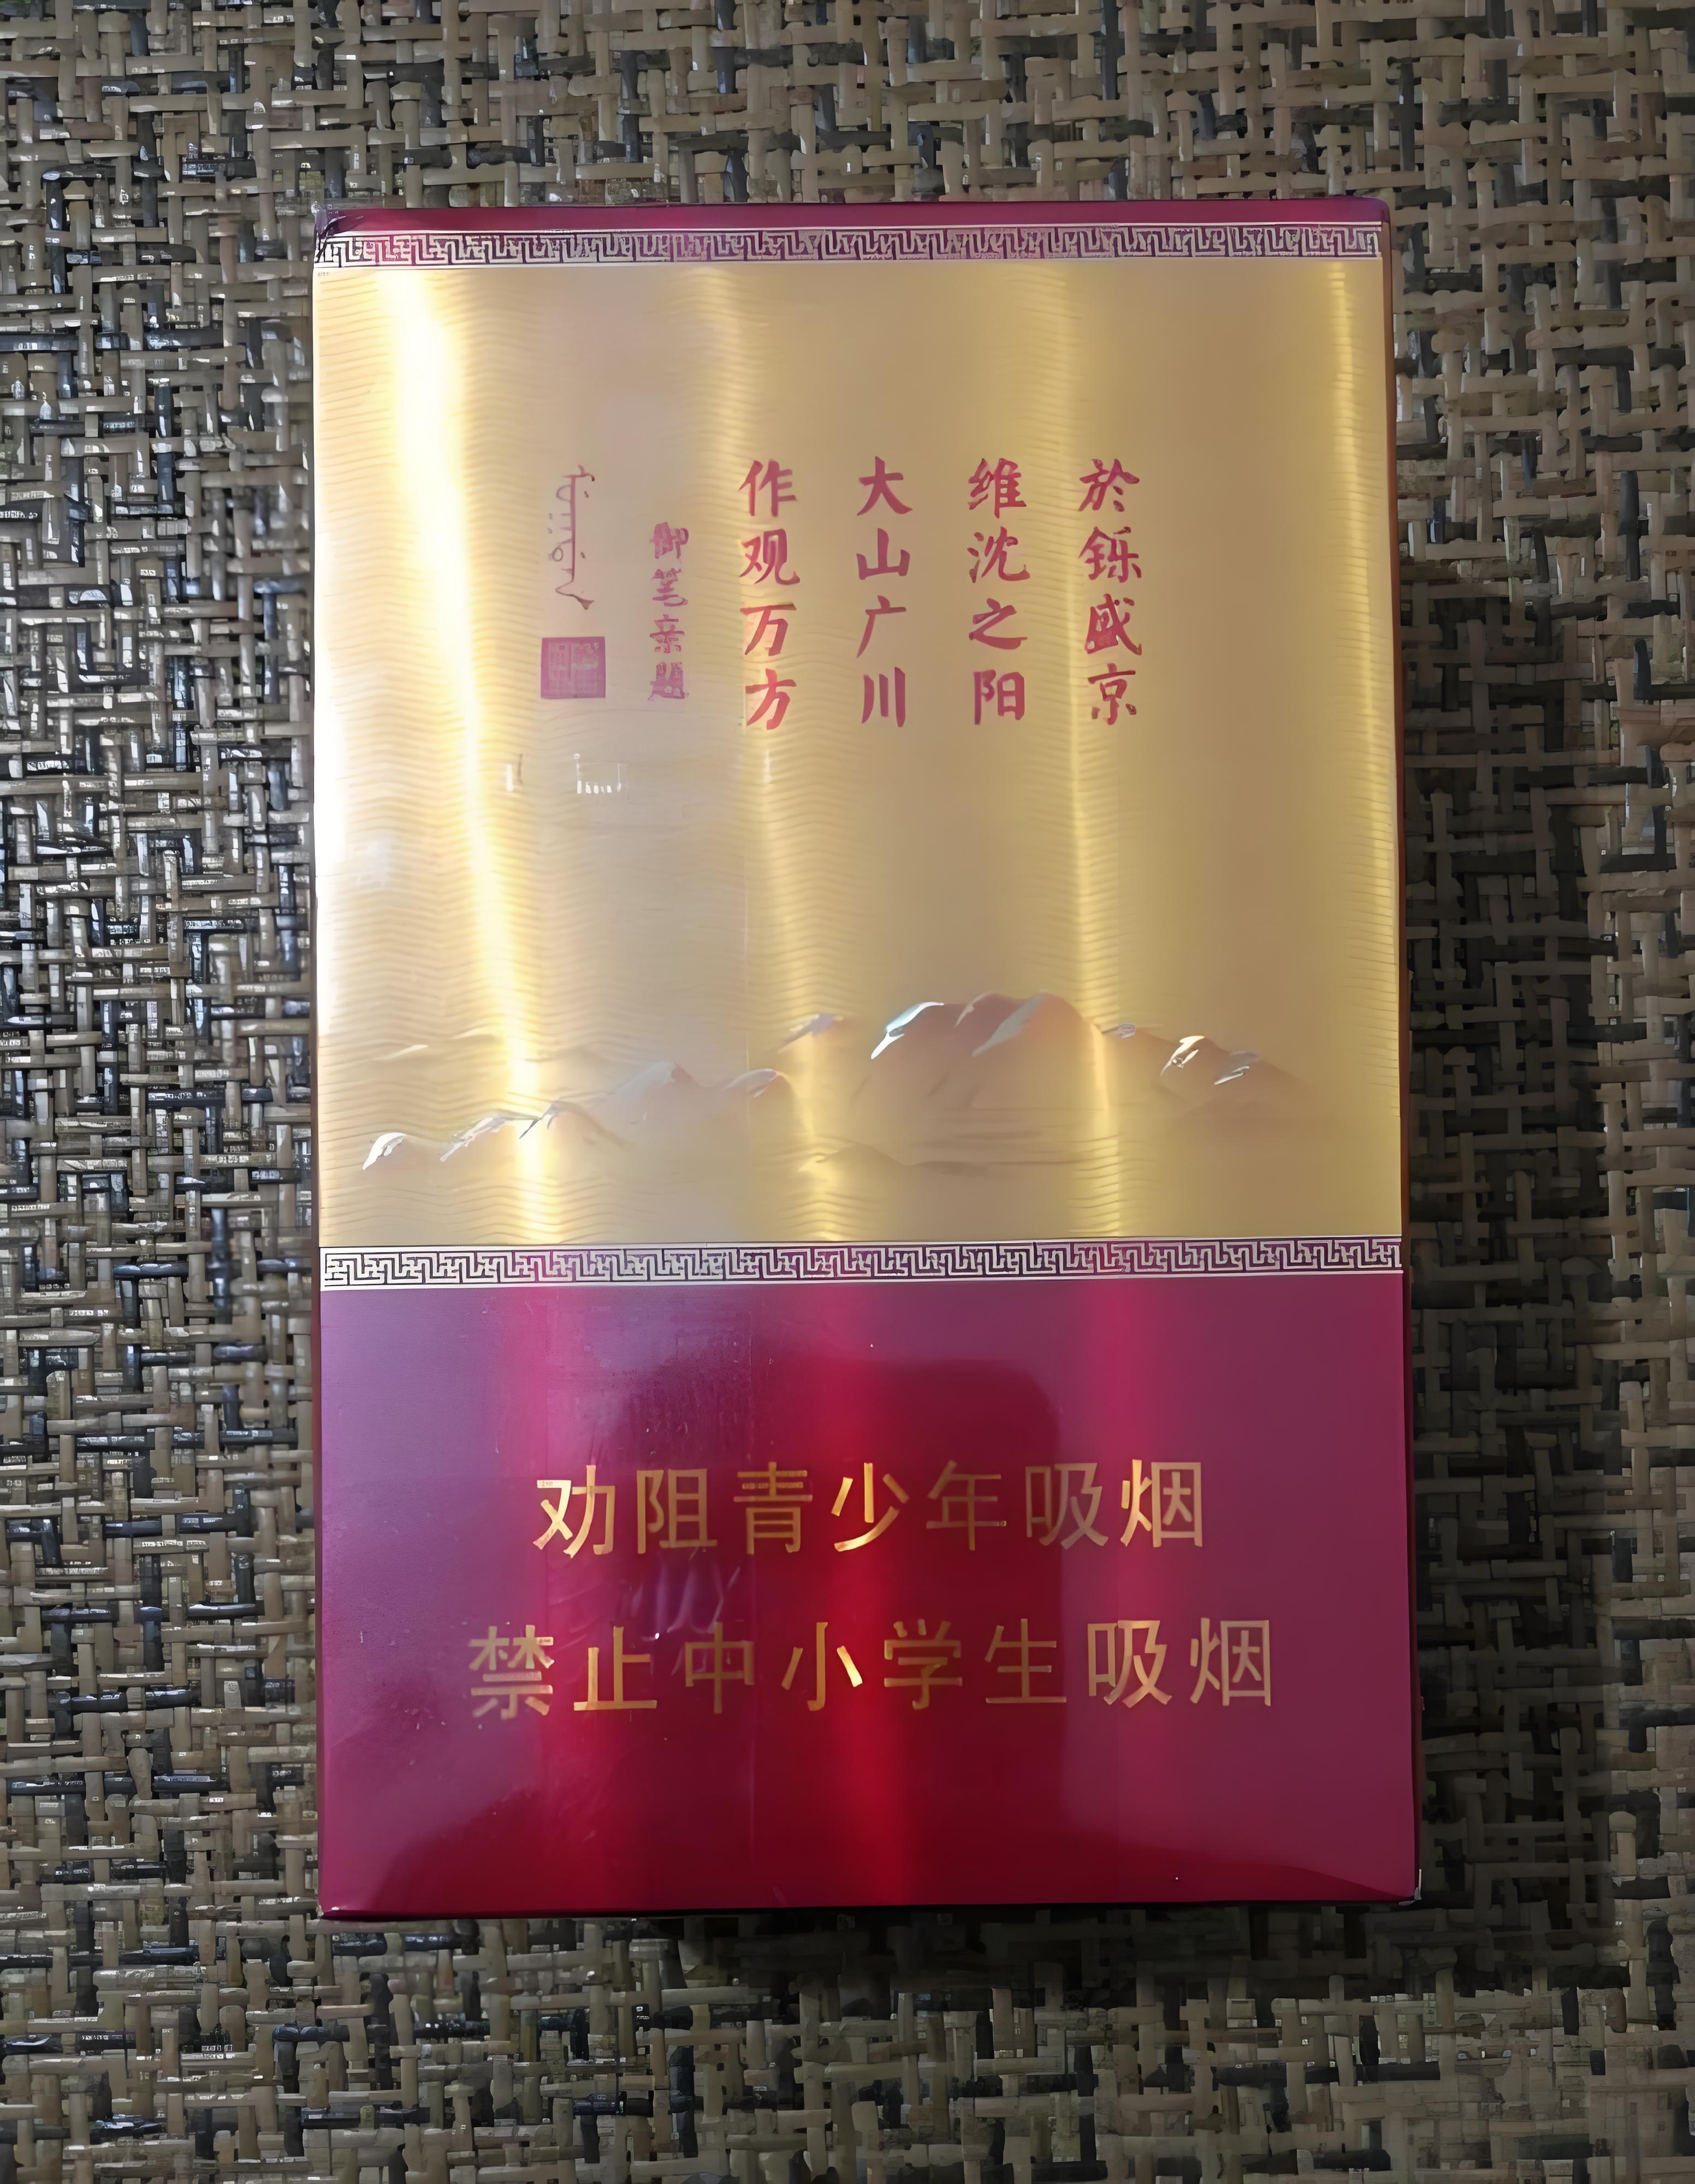 於铄盛京
维沈之阳
大山广川
作观万方
御笔亲題
劝阻青少年吸烟
禁止中小学生吸烟